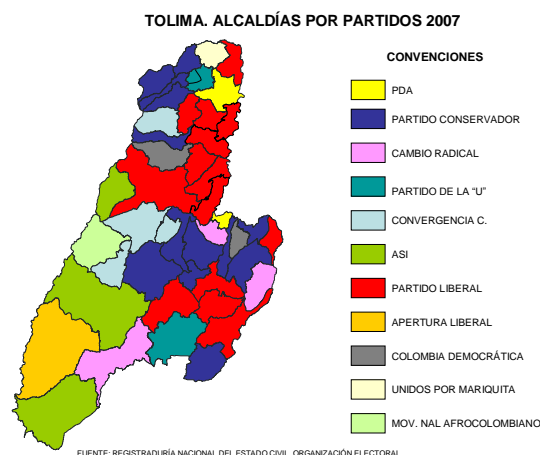 TOLIMA. ALCALDÍAS POR PARTIDOS 2007
CONVENCIONES
PDA
PARTIDO CONSERVADOR
CAMBIO RADICAL
PARTIDO DE LA “U”
CONVERGENCIA C.
ASI
PARTIDO LIBERAL
APERTURA LIBERAL
COLOMBIA DEMOCRÁTICA
UNIDOS POR MARIQUITA
MOV. NAL AFROCOLOMBIANO
FUENTE: REGISTRADURÍA NACIONAL DEL ESTADO CIVIL. ORGANIZACIÓN ELECTORAL